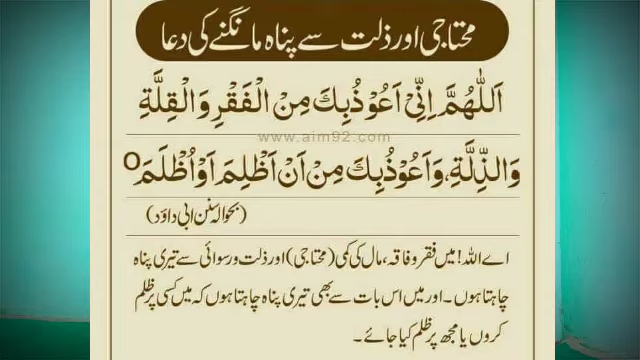 محتاجی اور ذلت سے پناہ مانگنے کی دعا
اَللّٰهُمَّ اِنِّیْ اَعُوْذُبِكَ مِنَ الْفَقْرِ وَالْقِلَّةِ
www.aim92.com
وَالذِّلَّةِ، وَاَعُوْذُبِكَ مِنْ اَنْ اَظْلِمَ اَوْ اُظْلَمَ O
(بحوالہ سنن ابی داؤد)
اے اللہ! میں فقر و فاقہ، مال کی کمی (محتاجی) اور ذلت و رسوائی سے تیری پناہ
چاہتا ہوں۔ اور میں اس بات سے بھی تیری پناہ چاہتا ہوں کہ میں کسی پر ظلم
کروں یا مجھ پر ظلم کیا جائے۔